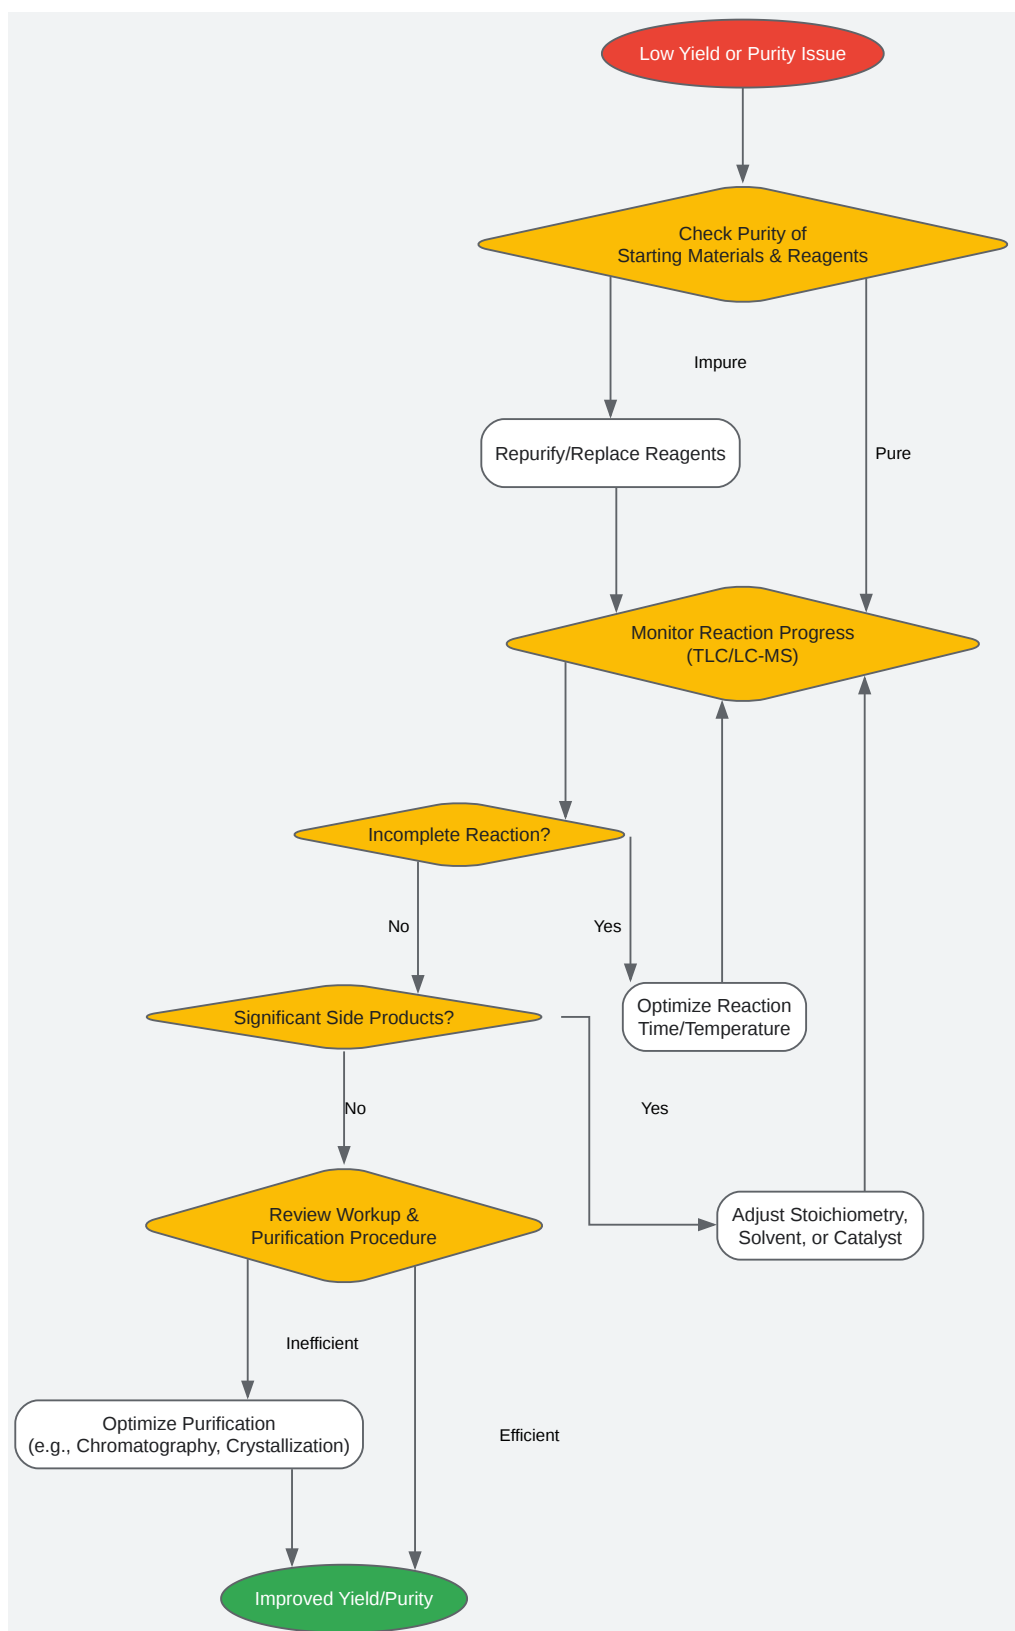 Low Yield or Purity Issue
Check Purity of
Starting Materials & Reagents
Impure
Repurify/Replace Reagents
Pure
Monitor Reaction Progress
(TLC/LC-MS)
Incomplete Reaction?
No
Yes
Optimize Reaction
Time/Temperature
Significant Side Products?
No
Yes
Review Workup &
Purification Procedure
Adjust Stoichiometry,
Solvent, or Catalyst
Inefficient
Optimize Purification
(e.g., Chromatography, Crystallization)
Efficient
Improved Yield/Purity